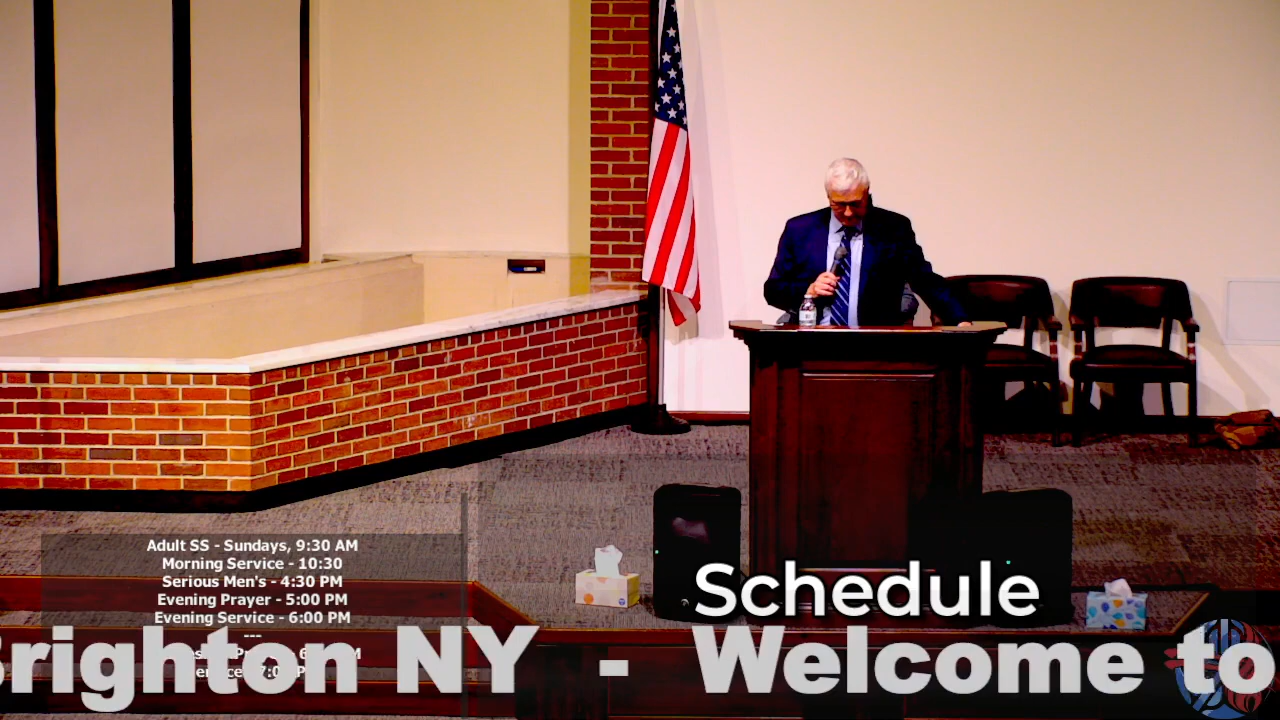 Adult SS - Sundays, 9:30 AM
Morning Service - 10:30
Serious Men's - 4:30 PM
Evening Prayer - 5:00 PM
Evening Service - 6:00 PM
---
Schedule
Brighton NY - Welcome to